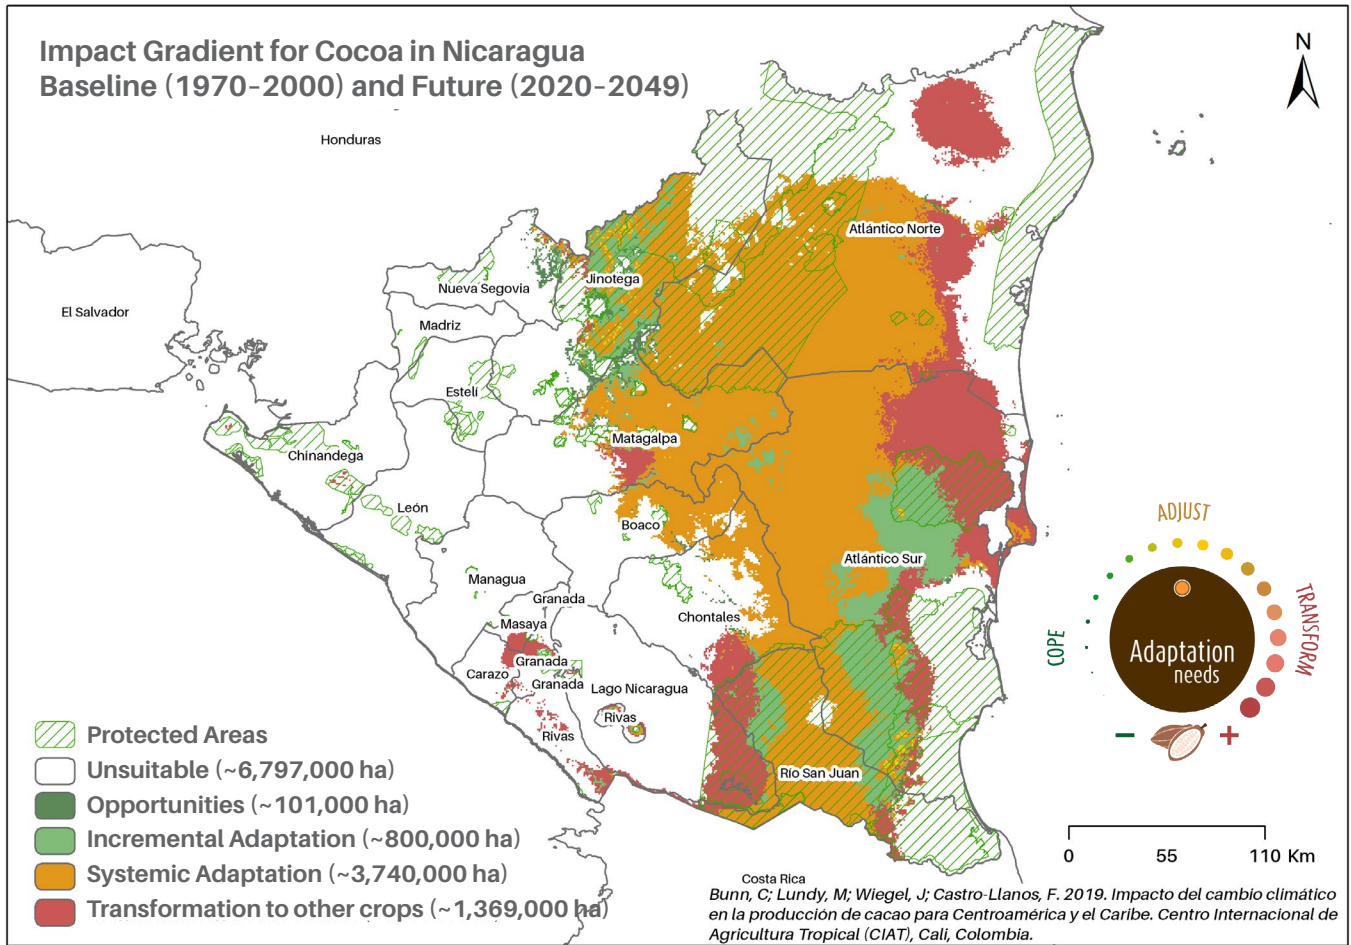 Impact Gradient for Cocoa in Nicaragua
Baseline (1970–2000) and Future (2020–2049)
N
Honduras
El Salvador
Atlántico Norte
Jinotega
Nueva Segovia
Madriz
Estelí
Matagalpa
Chinandega
León
Boaco
Atlántico Sur
Managua
Granada
Chontales
Masaya
Granada
Carazo
Granada
Lago Nicaragua
Rivas
Rivas
Río San Juan
Costa Rica
ADJUST
COPE
TRANSFORM
Adaptation
needs
− +
Protected Areas
Unsuitable (~6,797,000 ha)
Opportunities (~101,000 ha)
Incremental Adaptation (~800,000 ha)
Systemic Adaptation (~3,740,000 ha)
Transformation to other crops (~1,369,000 ha)
0 55 110 Km
Bunn, C; Lundy, M; Wiegel, J; Castro-Llanos, F. 2019. Impacto del cambio climático
en la producción de cacao para Centroamérica y el Caribe. Centro Internacional de
Agricultura Tropical (CIAT), Cali, Colombia.